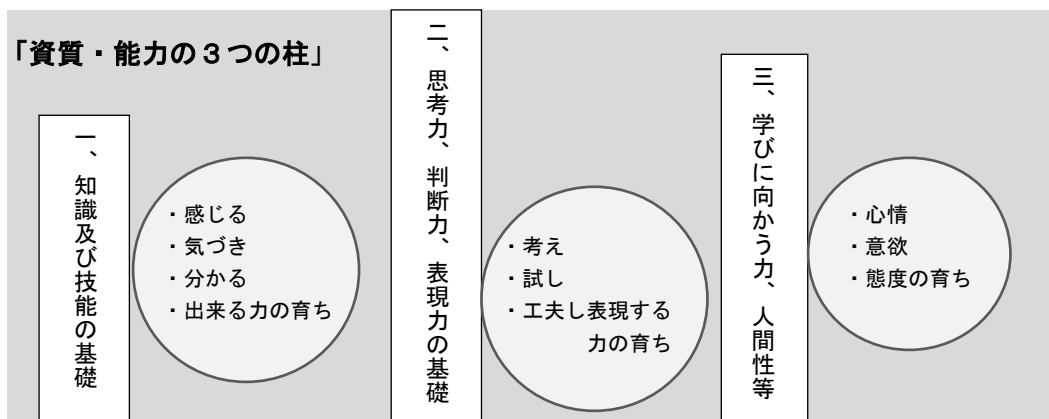 「資質・能力の３つの柱」
一、知識及び技能の基礎
・感じる
・気づき
・分かる
・出来る力の育ち
二、思考力、判断力、表現力の基礎
・考え
・試し
・工夫し表現する
力の育ち
三、学びに向かう力、人間性等
・心情
・意欲
・態度の育ち